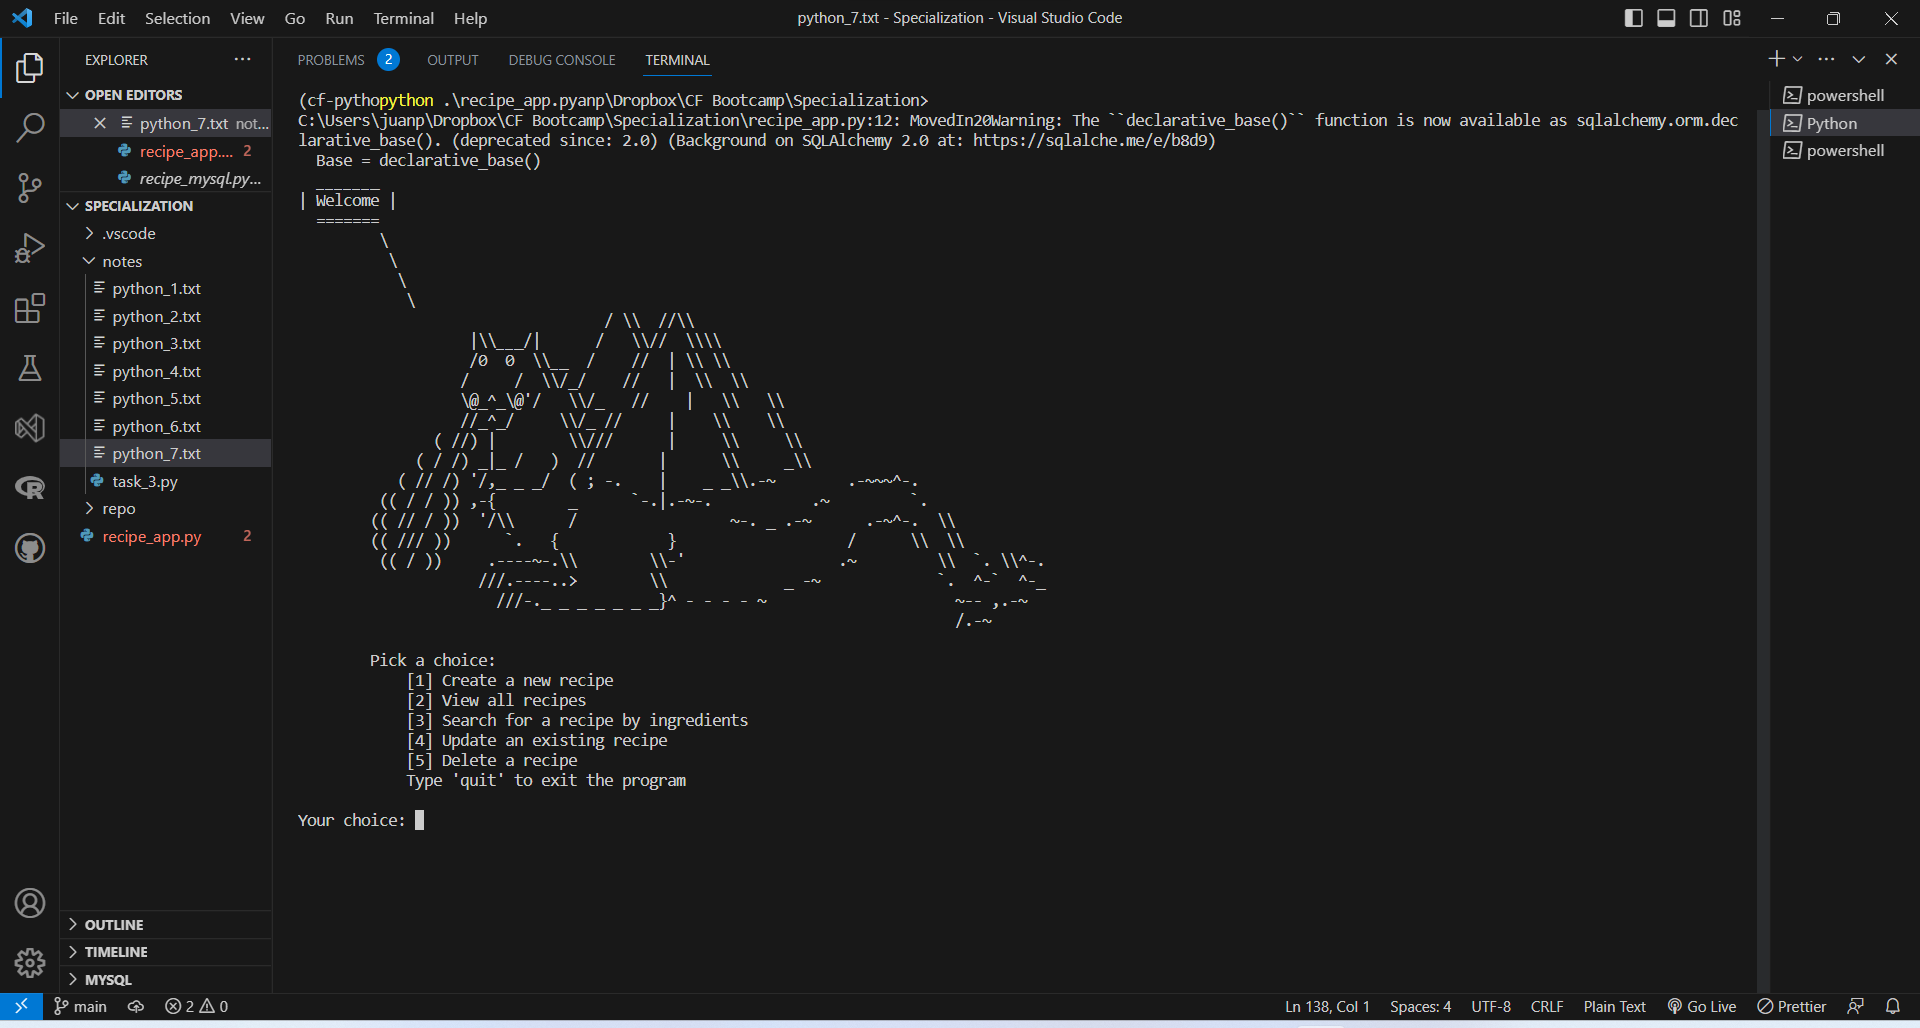 File Edit Selection View Go Run Terminal Help
python_7.txt - Specialization - Visual Studio Code
EXPLORER
OPEN EDITORS
python_7.txt not...
recipe_app.... 2
recipe_mysql.py...
SPECIALIZATION
.vscode
notes
python_1.txt
python_2.txt
python_3.txt
python_4.txt
python_5.txt
python_6.txt
python_7.txt
task_3.py
repo
recipe_app.py 2
OUTLINE
TIMELINE
MYSQL
PROBLEMS 2 OUTPUT DEBUG CONSOLE TERMINAL
(cf-pythopython .\recipe_app.pyanp\Dropbox\CF Bootcamp\Specialization>
C:\Users\juanp\Dropbox\CF Bootcamp\Specialization\recipe_app.py:12: MovedIn20Warning: The ``declarative_base()`` function is now available as sqlalchemy.orm.dec
larative_base(). (deprecated since: 2.0) (Background on SQLAlchemy 2.0 at: https://sqlalche.me/e/b8d9)
Base = declarative_base()
| Welcome |
Pick a choice:
[1] Create a new recipe
[2] View all recipes
[3] Search for a recipe by ingredients
[4] Update an existing recipe
[5] Delete a recipe
Type 'quit' to exit the program
Your choice:
powershell
Python
powershell
main 2 0
Ln 138, Col 1 Spaces: 4 UTF-8 CRLF Plain Text Go Live Prettier